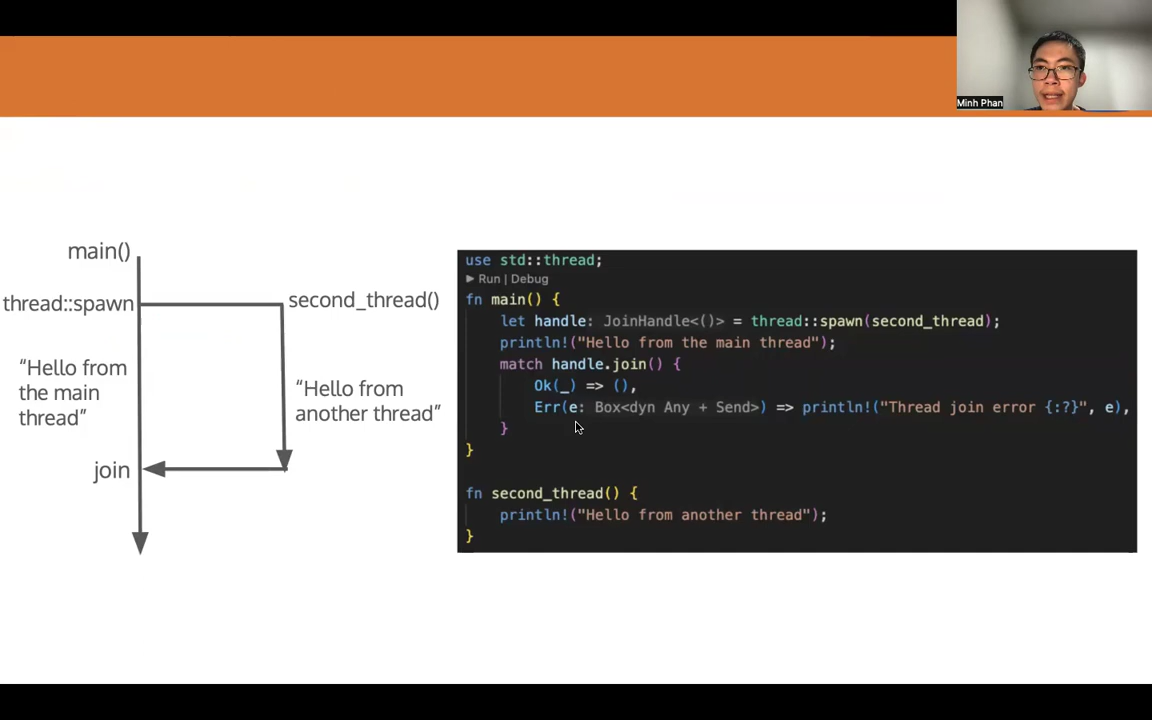 Minh Phan
main()
thread::spawn
second_thread()
“Hello from
the main
thread”
“Hello from
another thread”
join
use std::thread;
▶ Run | Debug
fn main() {
let handle: JoinHandle<()> = thread::spawn(second_thread);
println!("Hello from the main thread");
match handle.join() {
Ok(_) => (),
Err(e: Box<dyn Any + Send>) => println!("Thread join error {:?}", e),
}
}
fn second_thread() {
println!("Hello from another thread");
}